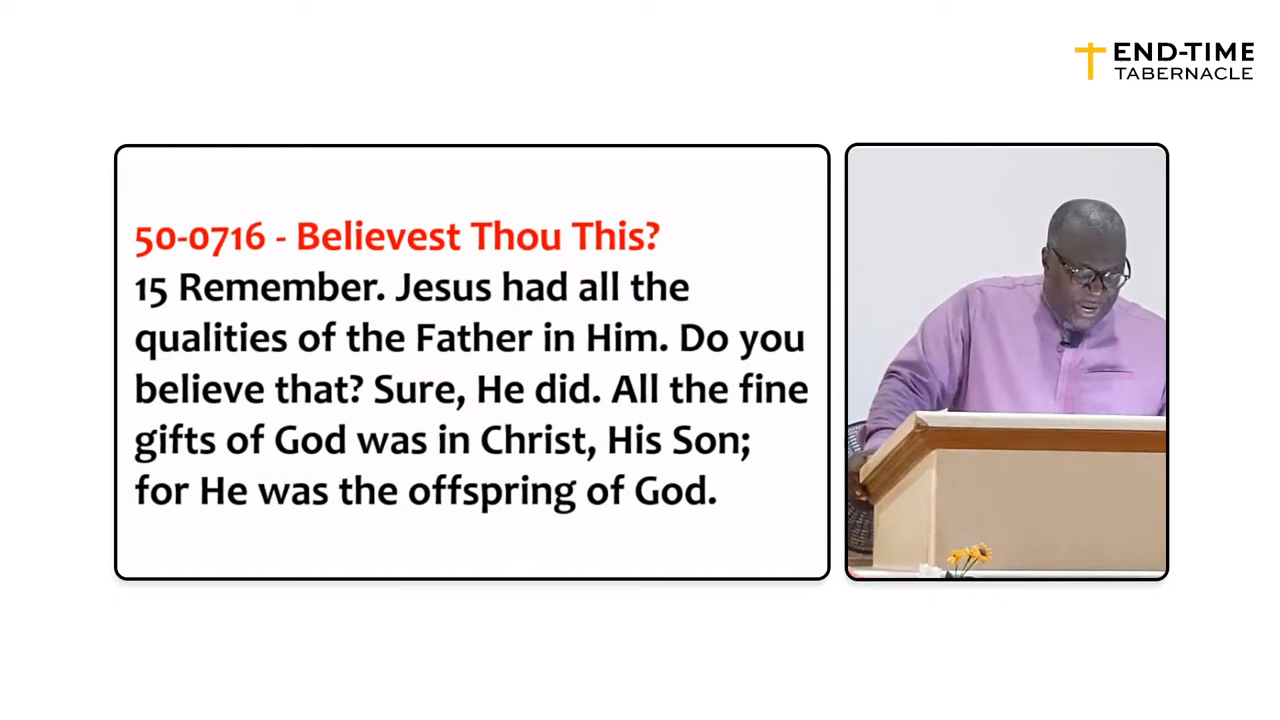 END-TIME
TABERNACLE
50-0716 - Believest Thou This?
15 Remember. Jesus had all the
qualities of the Father in Him. Do you
believe that? Sure, He did. All the fine
gifts of God was in Christ, His Son;
for He was the offspring of God.